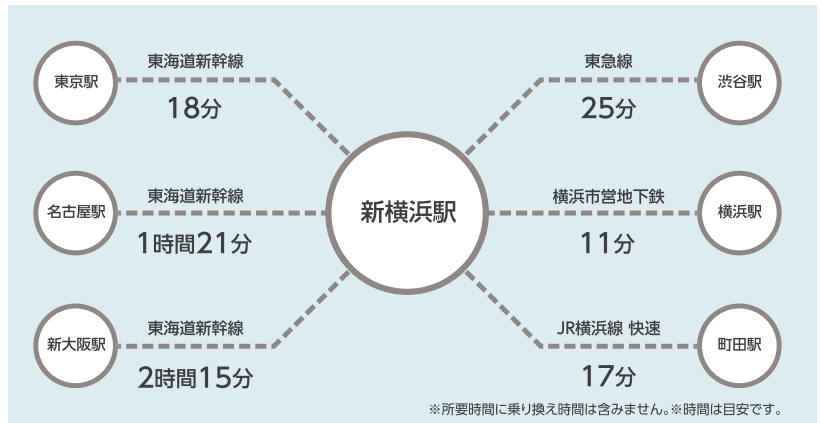 東京駅
東海道新幹線
18分
東急線
25分
渋谷駅
名古屋駅
東海道新幹線
1時間21分
新横浜駅
横浜市営地下鉄
11分
横浜駅
新大阪駅
東海道新幹線
2時間15分
JR横浜線 快速
17分
町田駅
※所要時間に乗り換え時間は含みません。※時間は目安です。